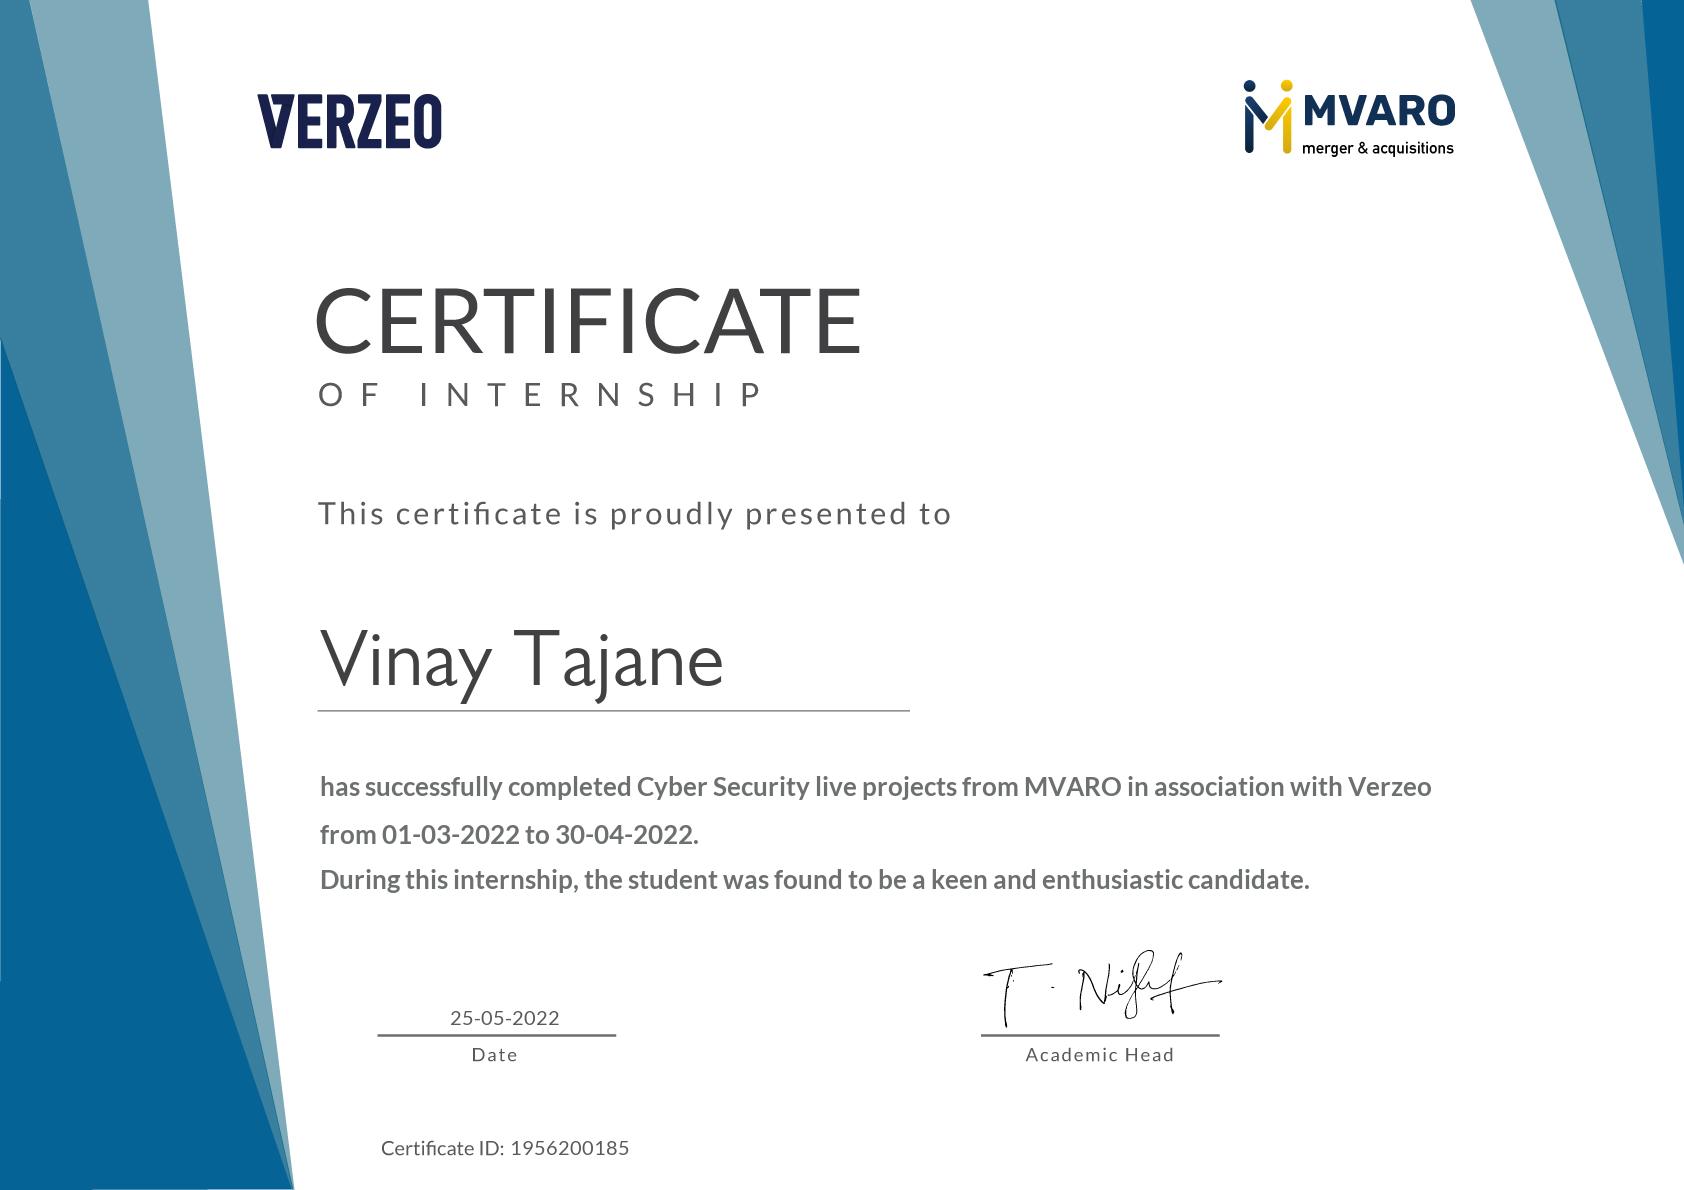 VERZEO
MVARO
merger & acquisitions
CERTIFICATE
OF INTERNSHIP
This certificate is proudly presented to
Vinay Tajane
has successfully completed Cyber Security live projects from MVARO in association with Verzeo
from 01-03-2022 to 30-04-2022.
During this internship, the student was found to be a keen and enthusiastic candidate.
25-05-2022
Date
Academic Head
Certificate ID: 1956200185